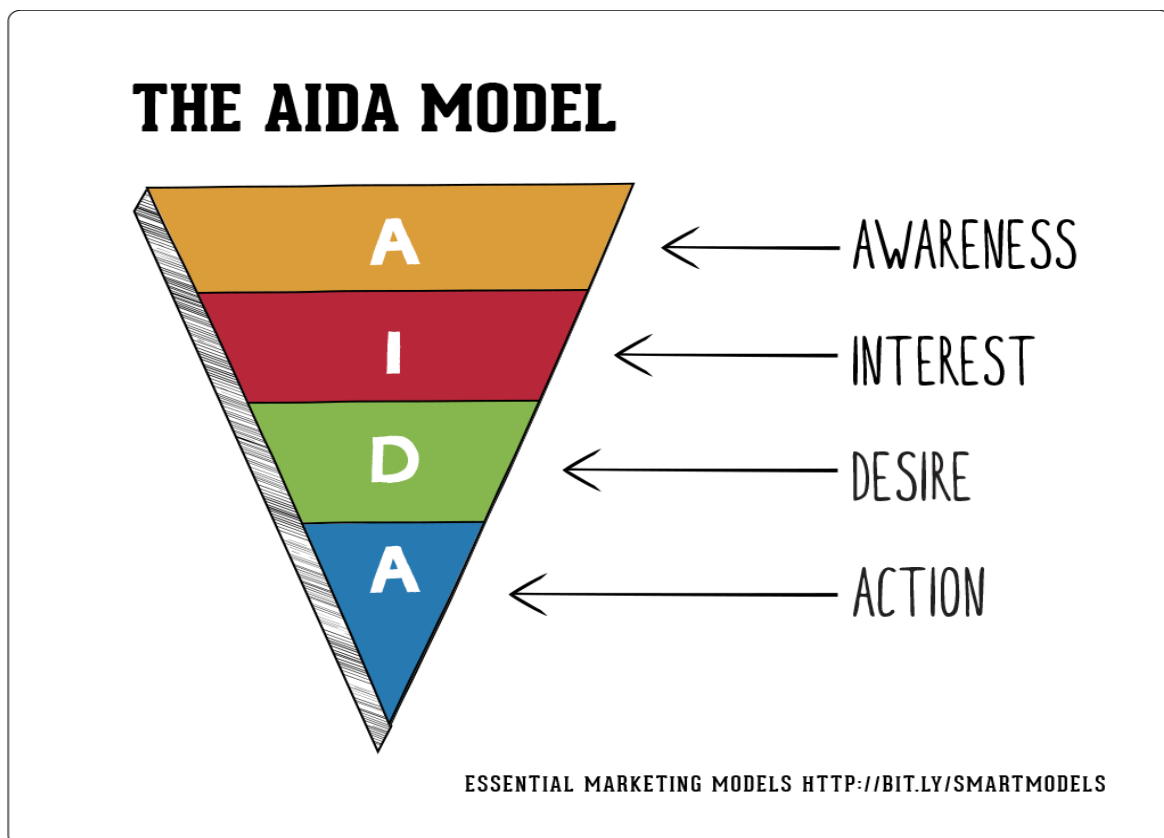 THE AIDA MODEL
A
AWARENESS
I
INTEREST
D
DESIRE
A
ACTION
ESSENTIAL MARKETING MODELS HTTP://BIT.LY/SMARTMODELS